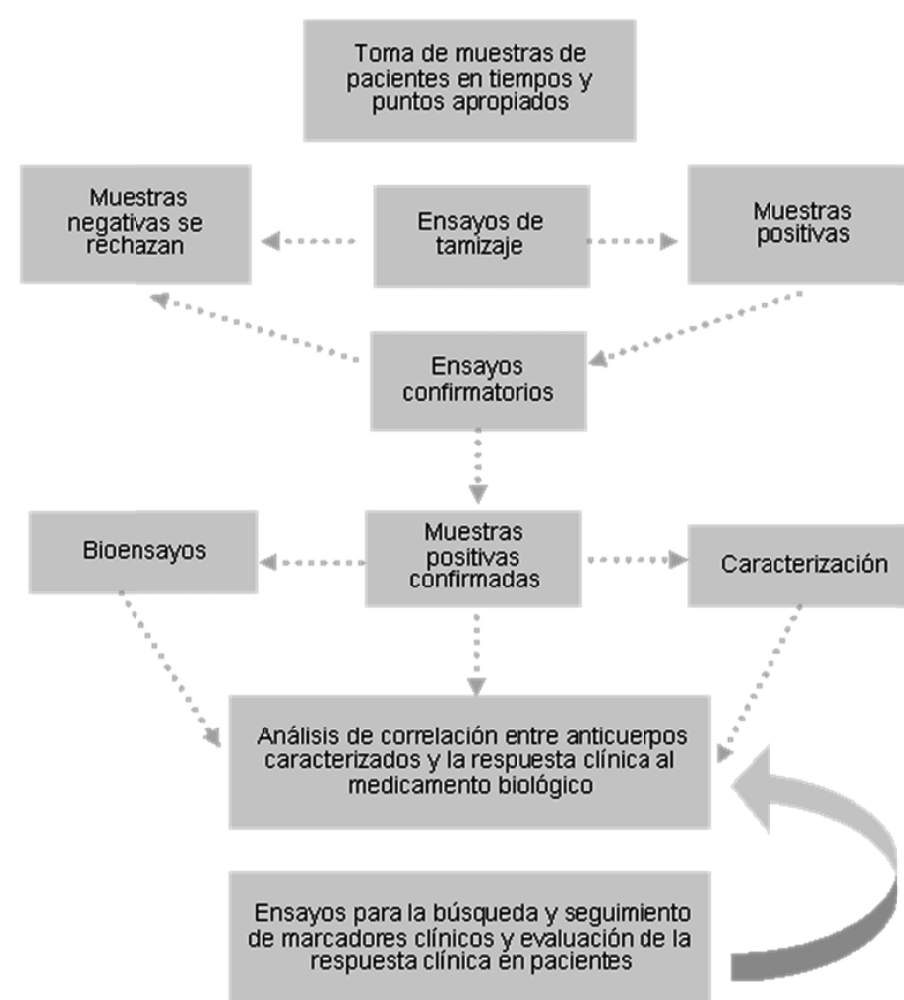 Toma de muestras de
pacientes en tiempos y
puntos apropiados
Muestras
negativas se
rechazan
Ensayos de
tamizaje
Muestras
positivas
Ensayos
confirmatorios
Bioensayos
Muestras
positivas
confirmadas
Caracterización
Análisis de correlación entre anticuerpos
caracterizados y la respuesta clínica al
medicamento biológico
Ensayos para la búsqueda y seguimiento
de marcadores clínicos y evaluación de la
respuesta clínica en pacientes